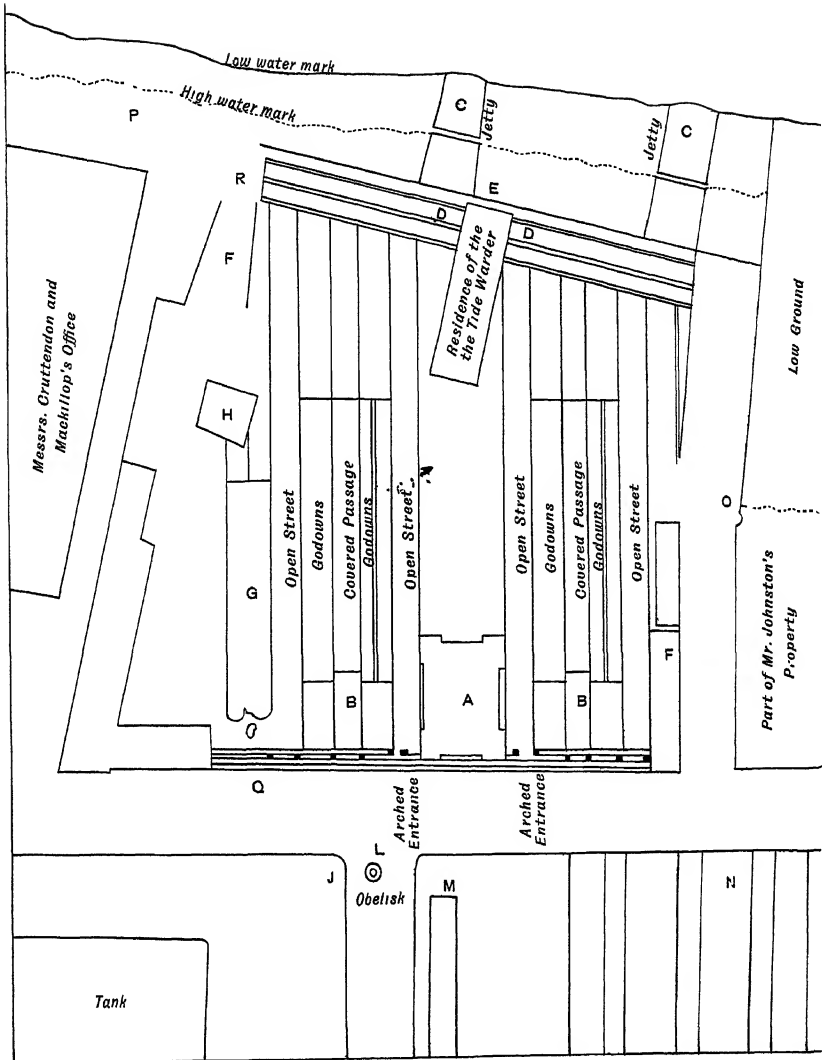 Low water mark
High water mark
P
C
Jetty
Jetty
C
R
E
D
D
F
Residence of the
the Tide Warder
Messrs. Cruttendon and
Mackillop's Office
Low Ground
H
Open Street
Godowns
Covered Passage
Godowns
Open Street
Open Street
Godowns
Covered Passage
Godowns
Open Street
O
G
F
Part of Mr. Johnston's
Property
B
A
B
Q
Arched
Entrance
Arched
Entrance
L
J
Obelisk
M
N
Tank